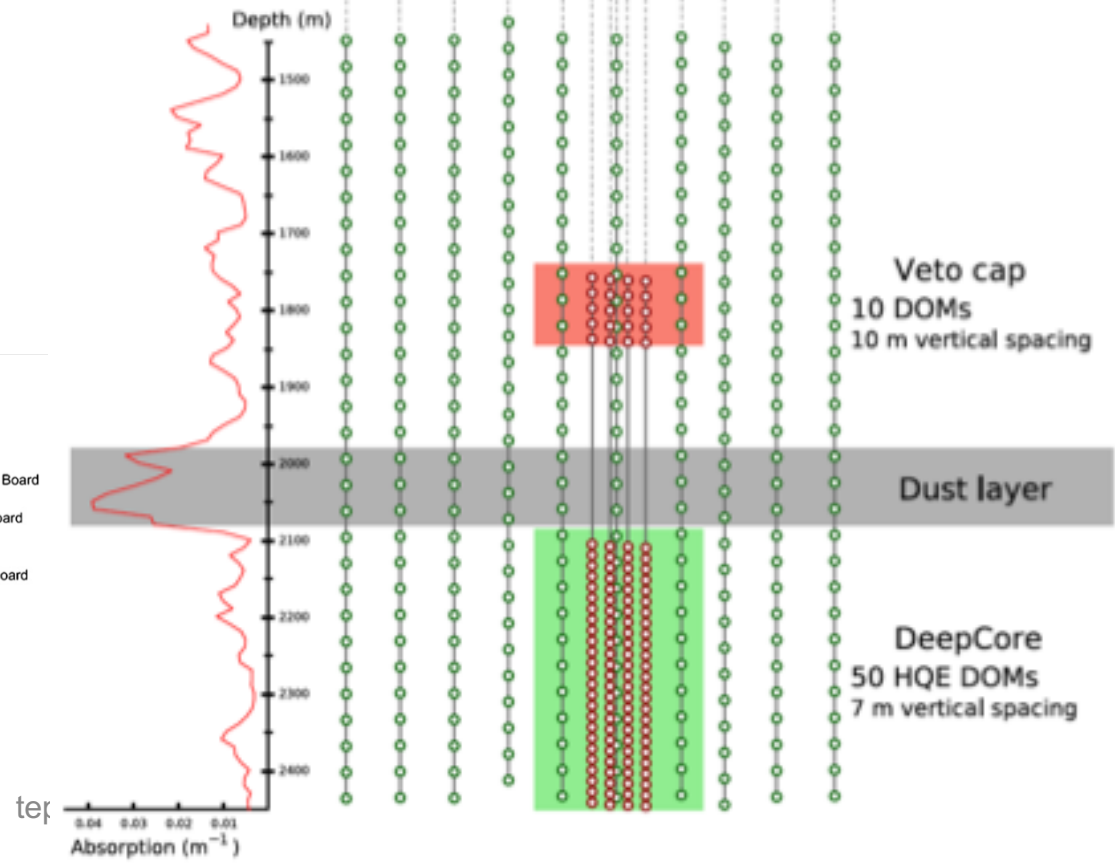 Depth (m)
1500
1600
1700
1800
1900
2000
2100
2200
2300
2400
Veto cap
10 DOMs
10 m vertical spacing
Dust layer
Board
oard
oard
DeepCore
50 HQE DOMs
7 m vertical spacing
tep
0.04 0.03 0.02 0.01
Absorption (m⁻¹)